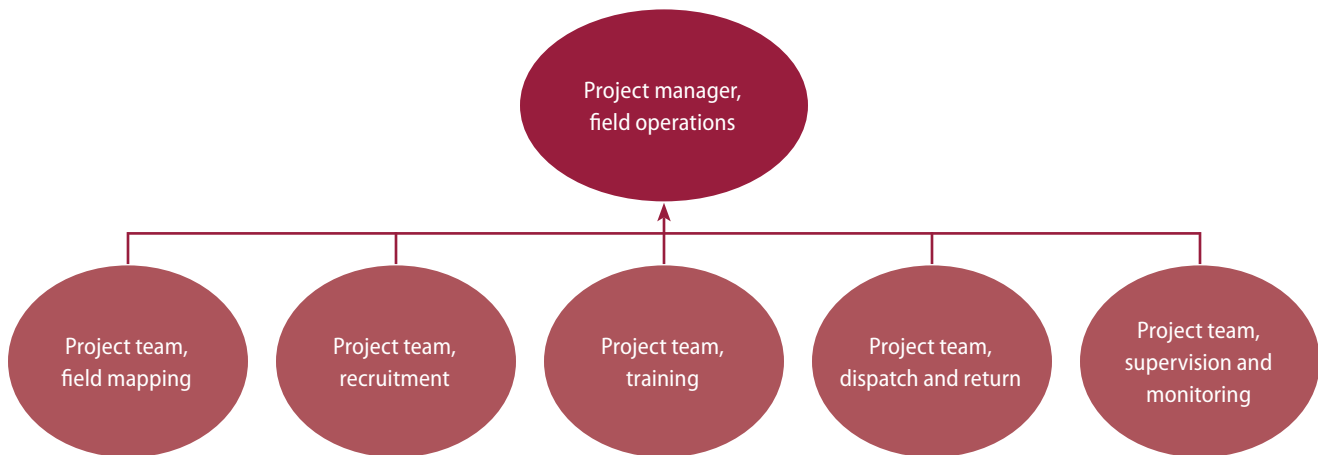 Project manager,
field operations
Project team,
field mapping
Project team,
recruitment
Project team,
training
Project team,
dispatch and return
Project team,
supervision and
monitoring